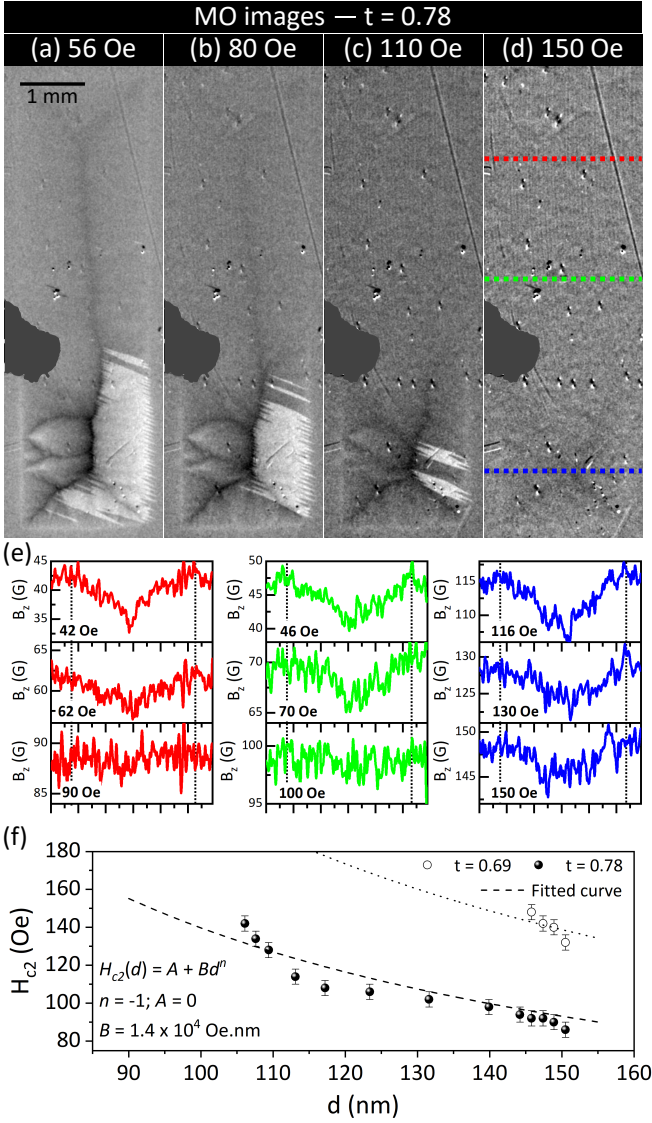 MO images — t = 0.78
(a) 56 Oe
(b) 80 Oe
(c) 110 Oe
(d) 150 Oe
1 mm
(e)
B_z (G)
45
40
35
42 Oe
B_z (G)
65
60
62 Oe
B_z (G)
90
85
90 Oe
B_z (G)
50
45
40
46 Oe
B_z (G)
70
65
70 Oe
B_z (G)
100
95
100 Oe
B_z (G)
115
110
116 Oe
B_z (G)
130
125
130 Oe
B_z (G)
150
145
150 Oe
(f)
H_c2 (Oe)
180
160
140
120
100
80
t = 0.69
t = 0.78
Fitted curve
H_c2(d) = A + Bd^n
n = -1; A = 0
B = 1.4 x 10^4 Oe.nm
90 100 110 120 130 140 150 160
d (nm)